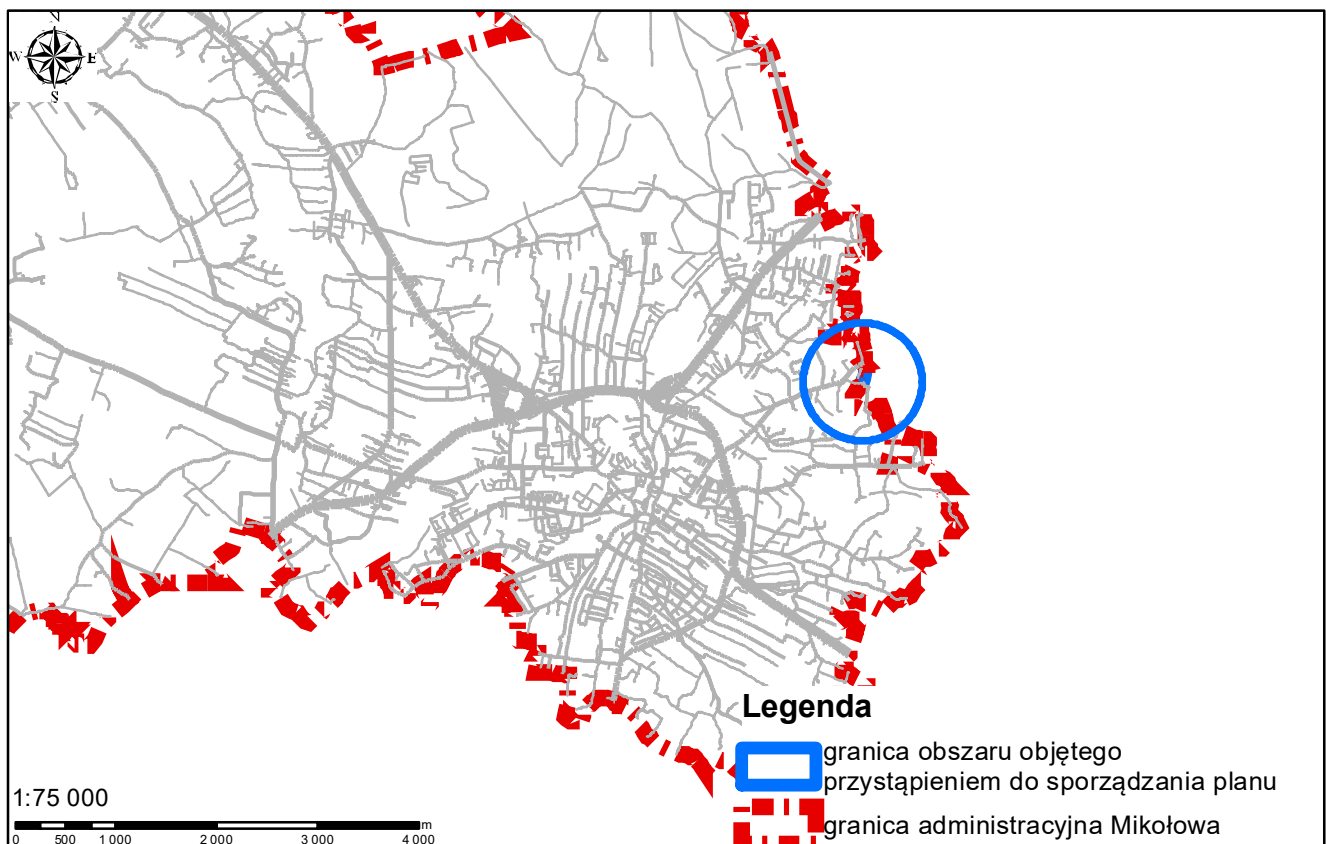 N
W E
S
Legenda
granica obszaru objętego
przystąpieniem do sporządzania planu
granica administracyjna Mikołowa
1:75 000
m
0 500 1 000 2 000 3 000 4 000